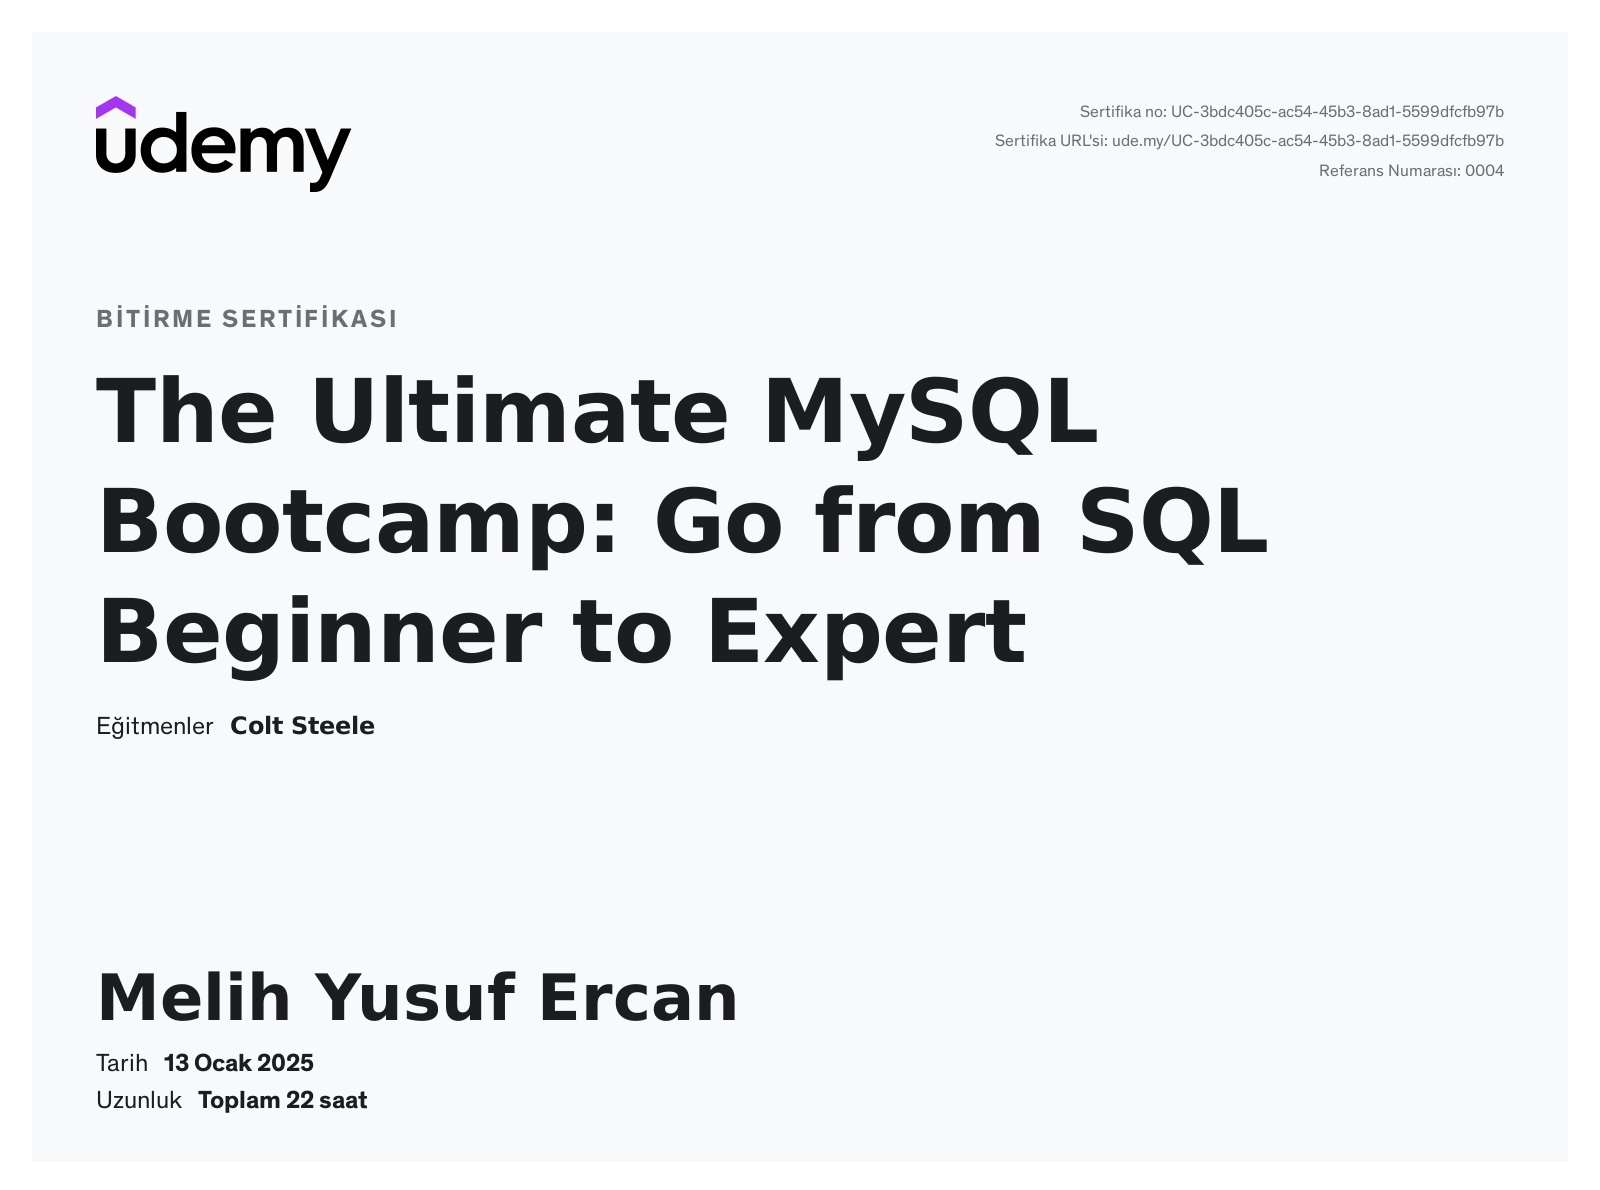 udemy
Sertifika no: UC-3bdc405c-ac54-45b3-8ad1-5599dfcfb97b
Sertifika URL'si: ude.my/UC-3bdc405c-ac54-45b3-8ad1-5599dfcfb97b
Referans Numarası: 0004
BİTİRME SERTİFİKASI
The Ultimate MySQL
Bootcamp: Go from SQL
Beginner to Expert
Eğitmenler Colt Steele
Melih Yusuf Ercan
Tarih 13 Ocak 2025
Uzunluk Toplam 22 saat